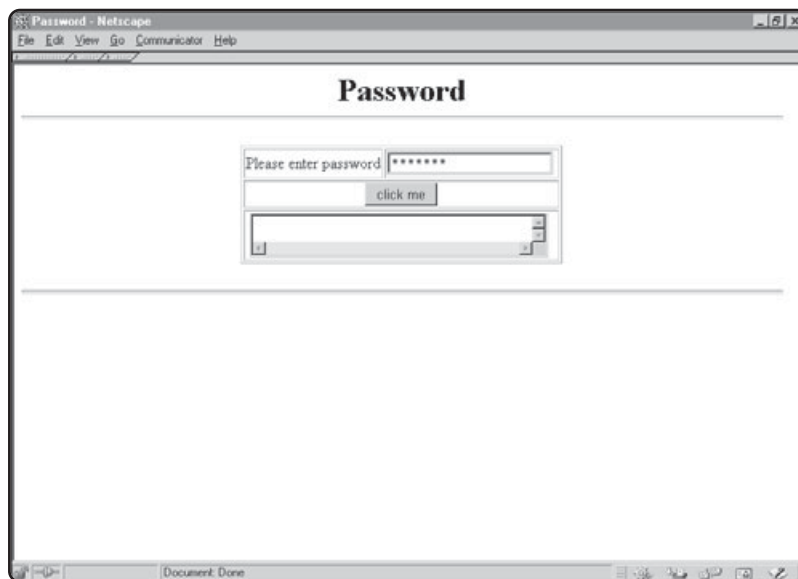 Password - Netscape
File Edit View Go Communicator Help
Password
Please enter password *******
click me
Document: Done